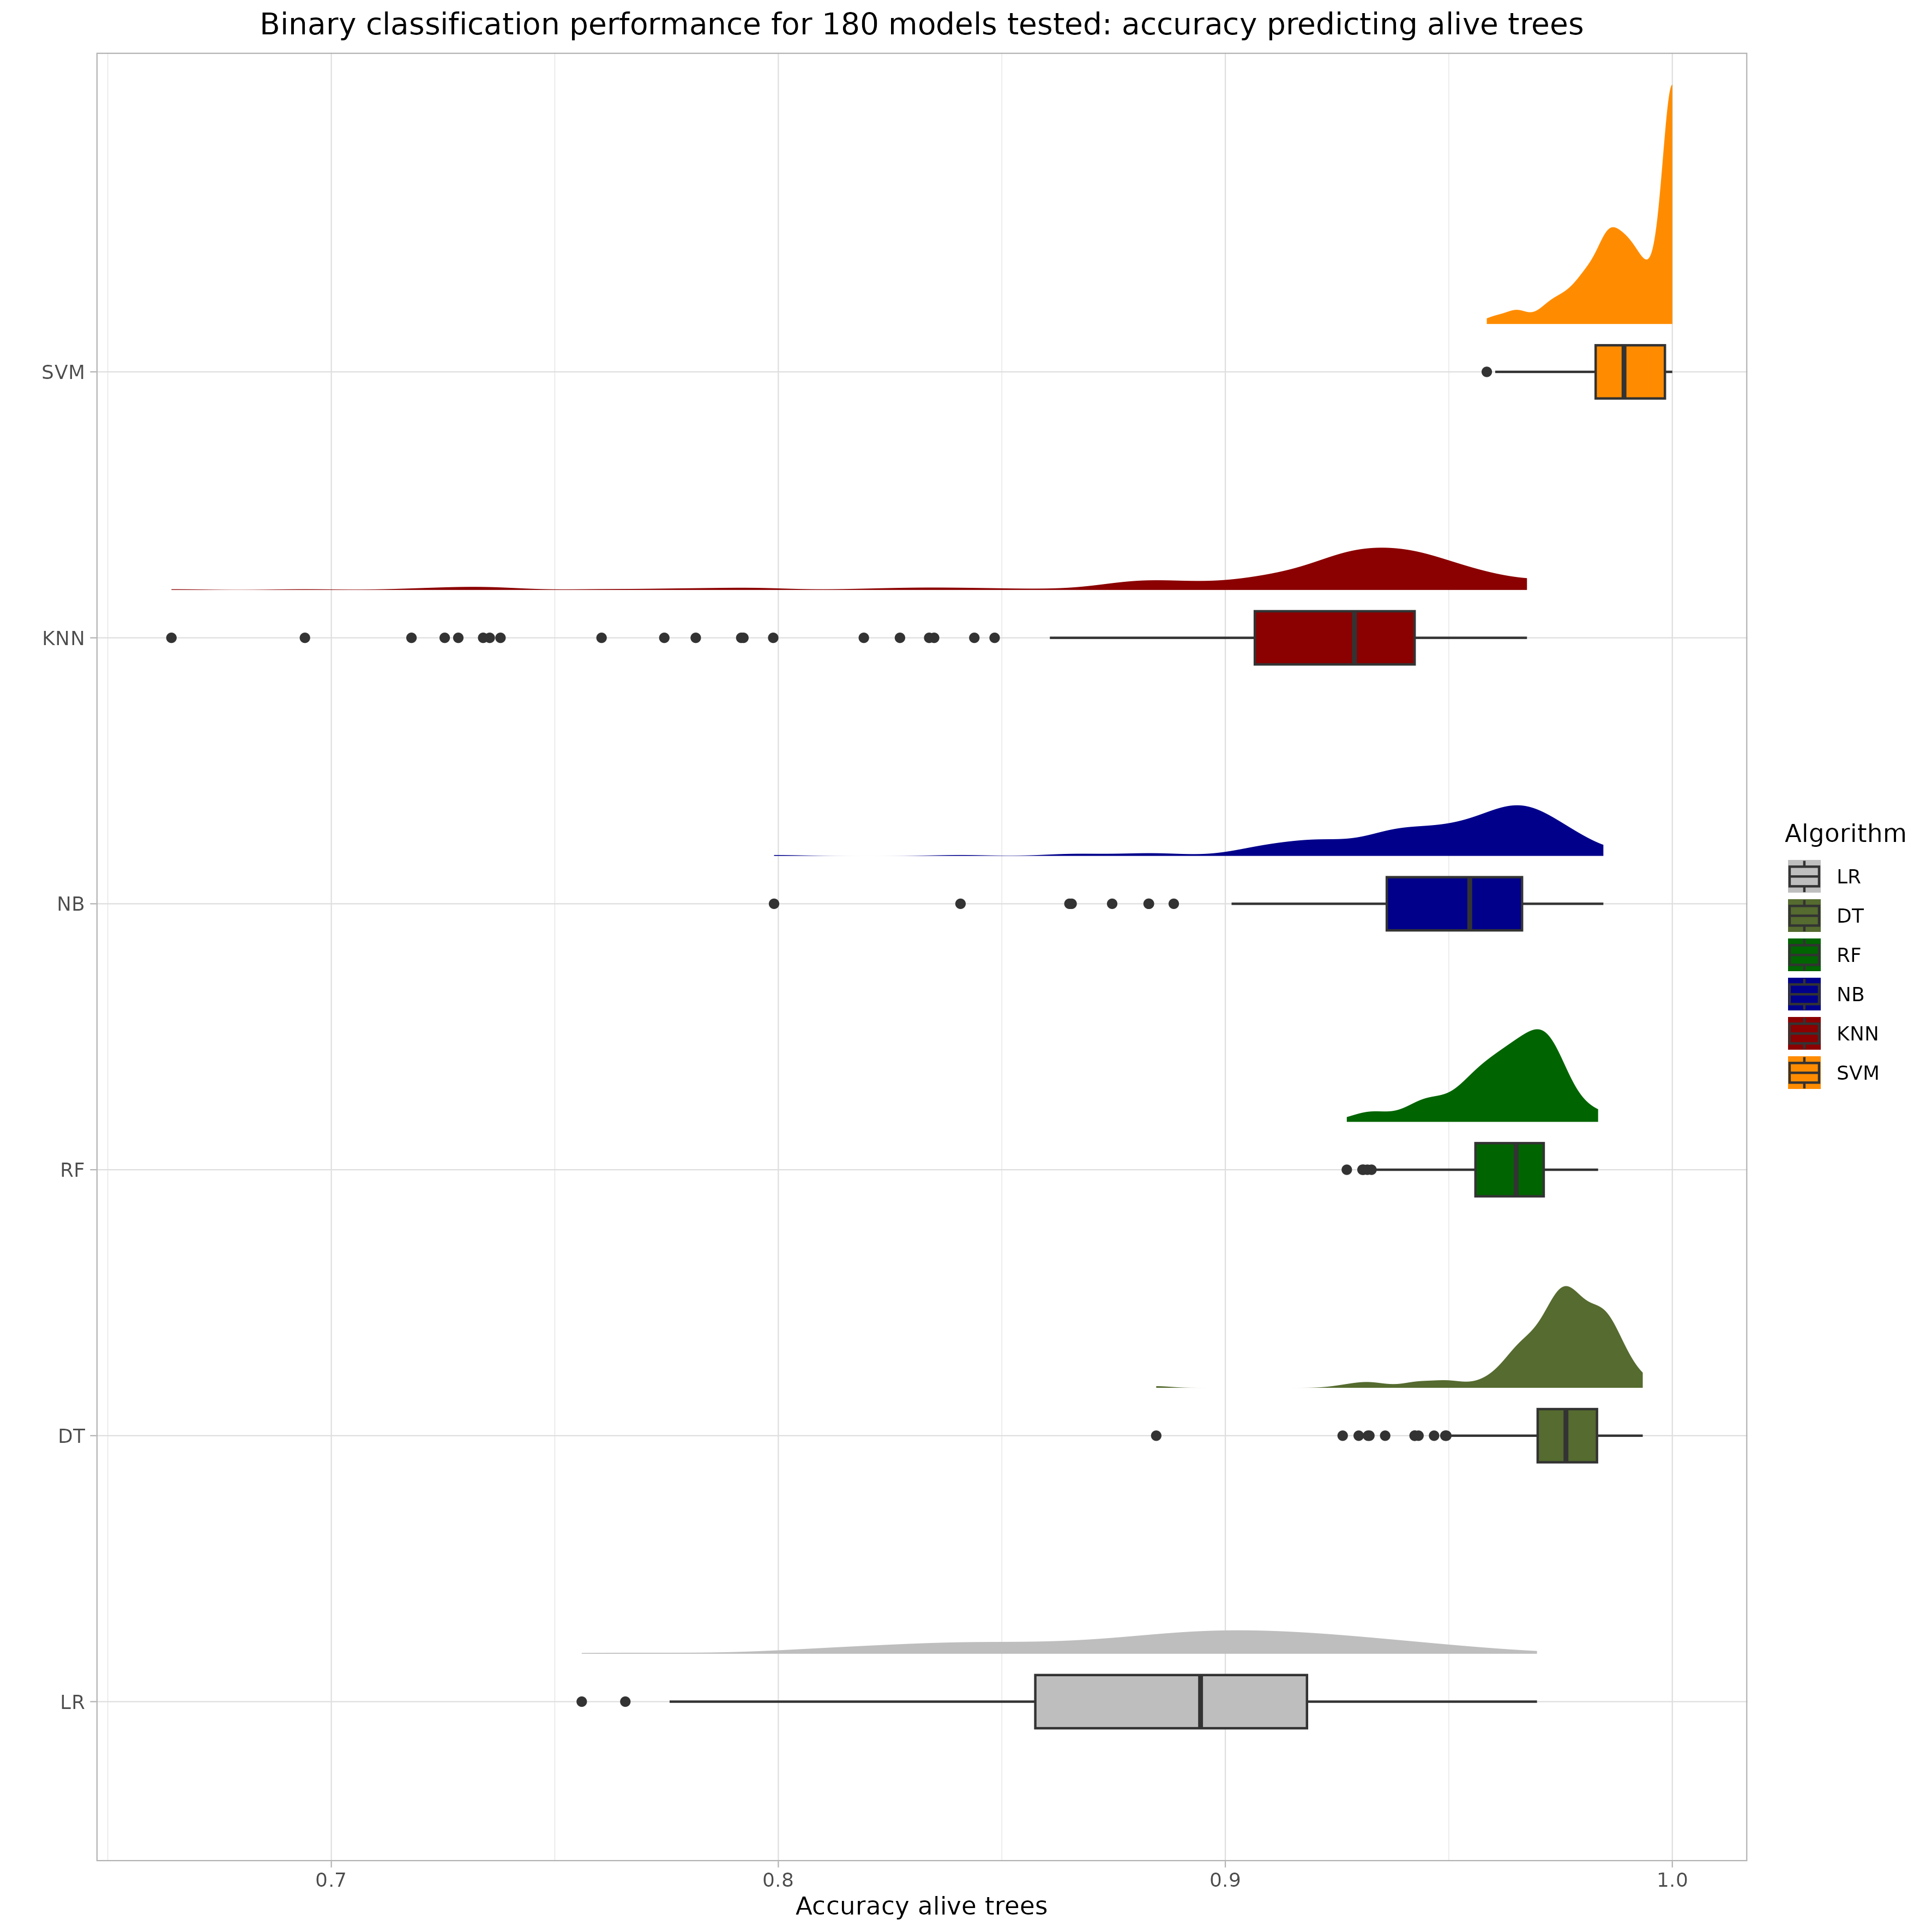 Binary classification performance for 180 models tested: accuracy predicting alive trees
SVM
KNN
NB
RF
DT
LR
Algorithm
LR
DT
RF
NB
KNN
SVM
0.7 0.8 0.9 1.0
Accuracy alive trees